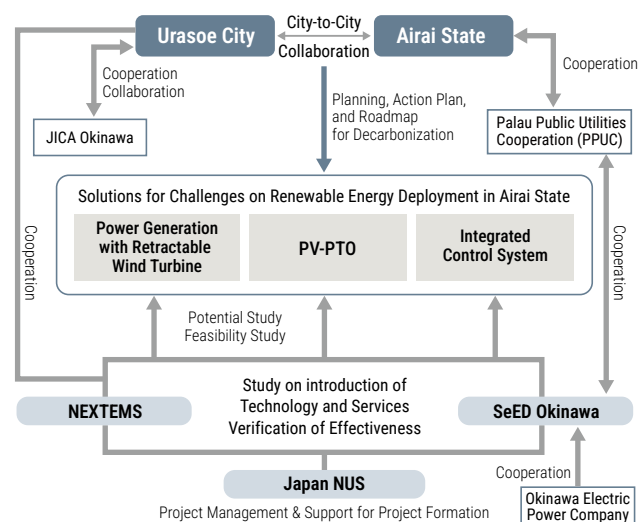 Urasoe City
City-to-City
Collaboration
Airai State
Cooperation
Collaboration
Cooperation
JICA Okinawa
Planning, Action Plan,
and Roadmap
for Decarbonization
Palau Public Utilities
Cooperation (PPUC)
Solutions for Challenges on Renewable Energy Deployment in Airai State
Power Generation
with Retractable
Wind Turbine
PV-PTO
Integrated
Control System
Cooperation
Cooperation
Potential Study
Feasibility Study
Study on introduction of
Technology and Services
Verification of Effectiveness
NEXTEMS
SeED Okinawa
Japan NUS
Cooperation
Project Management & Support for Project Formation
Okinawa Electric
Power Company